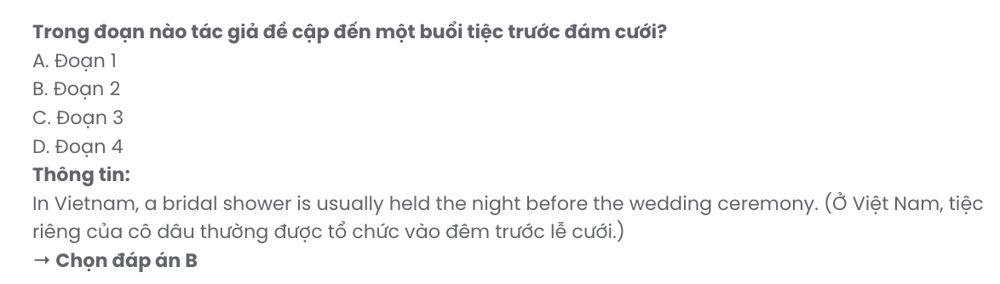 Trong đoạn nào tác giả đề cập đến một buổi tiệc trước đám cưới?
A. Đoạn 1
B. Đoạn 2
C. Đoạn 3
D. Đoạn 4
Thông tin:
In Vietnam, a bridal shower is usually held the night before the wedding ceremony. (Ở Việt Nam, tiệc
riêng của cô dâu thường được tổ chức vào đêm trước lễ cưới.)
→ Chọn đáp án B